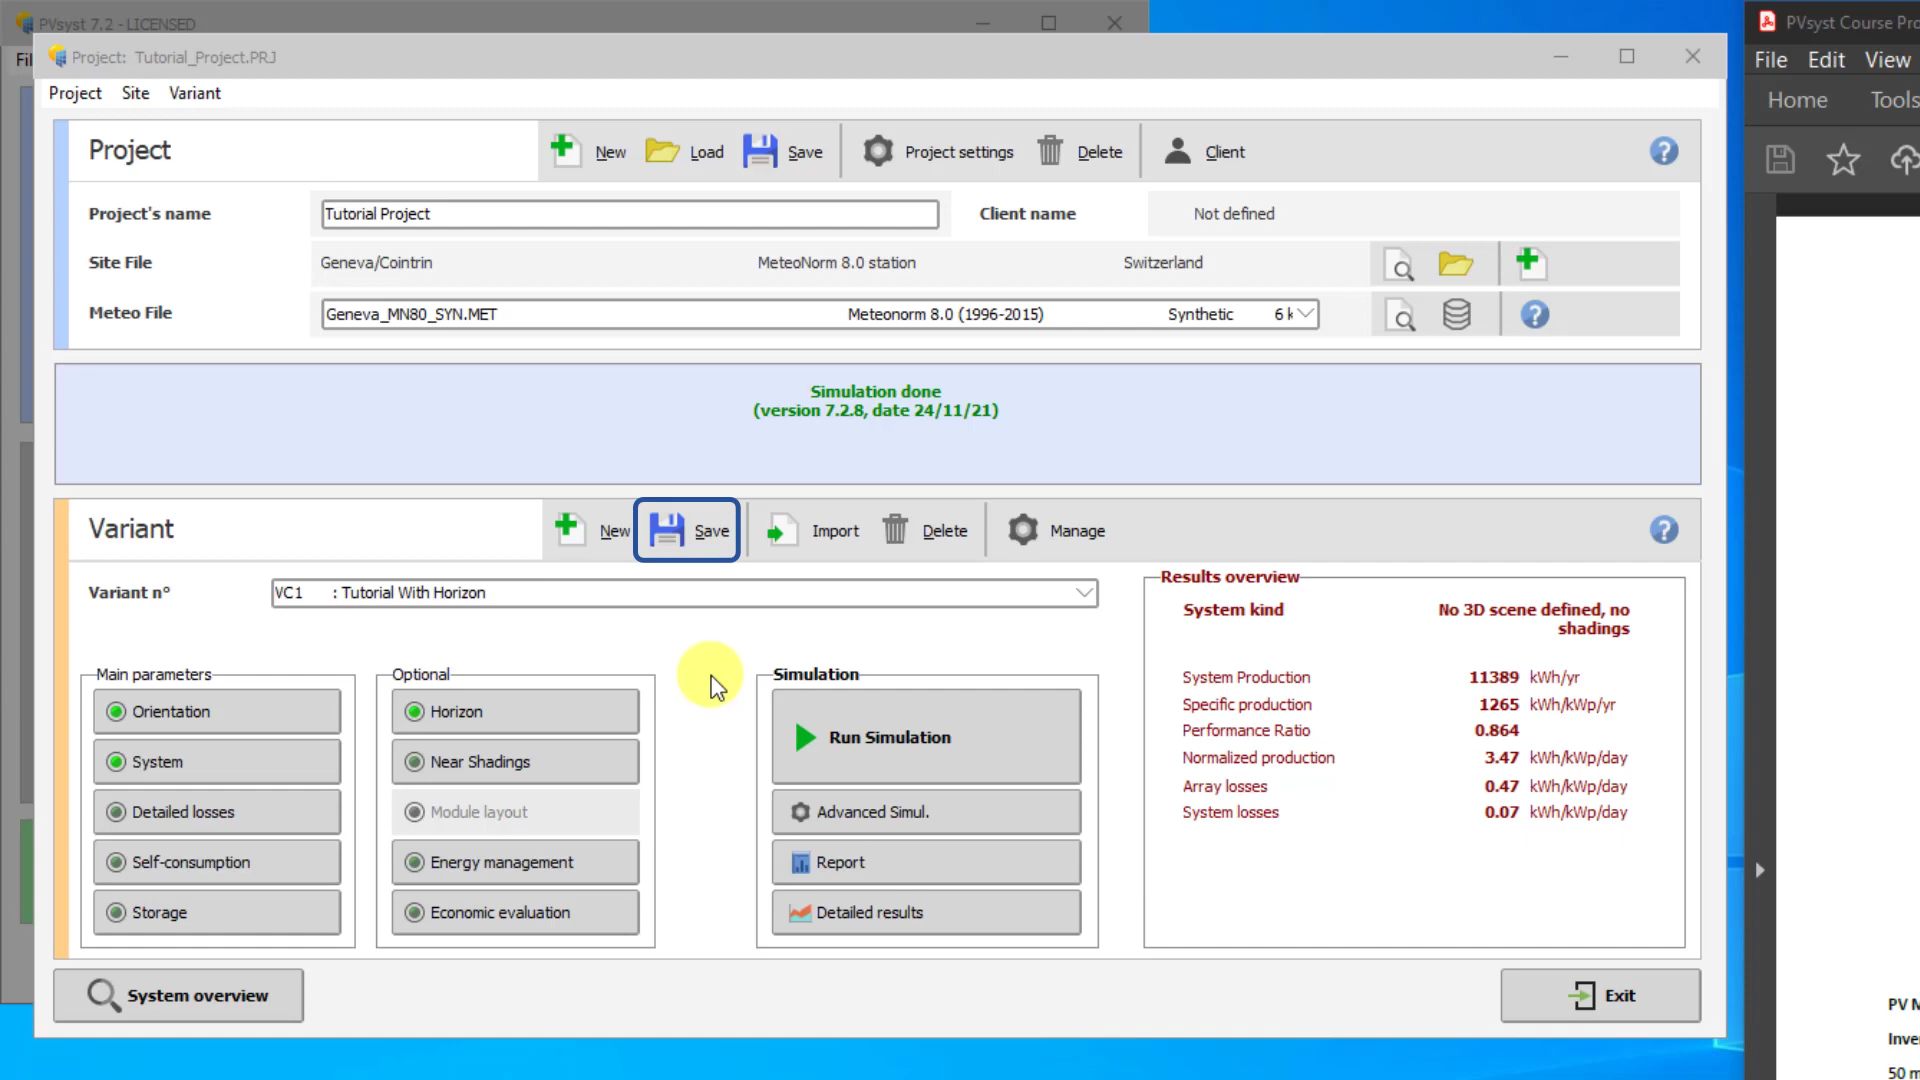 PVsyst 7.2 - LICENSED
Project: Tutorial_Project.PRJ
Project Site Variant
Project
New Load Save Project settings Delete Client
Project's name Tutorial Project Client name Not defined
Site File Geneva/Cointrin MeteoNorm 8.0 station Switzerland
Meteo File Geneva_MN80_SYN.MET Meteonorm 8.0 (1996-2015) Synthetic 6 k
Simulation done
(version 7.2.8, date 24/11/21)
Variant
New Save Import Delete Manage
Variant n° VC1 : Tutorial With Horizon
Main parameters
Orientation
System
Detailed losses
Self-consumption
Storage
Optional
Horizon
Near Shadings
Module layout
Energy management
Economic evaluation
Simulation
Run Simulation
Advanced Simul.
Report
Detailed results
Results overview
System kind No 3D scene defined, no
shadings
System Production 11389 kWh/yr
Specific production 1265 kWh/kWp/yr
Performance Ratio 0.864
Normalized production 3.47 kWh/kWp/day
Array losses 0.47 kWh/kWp/day
System losses 0.07 kWh/kWp/day
System overview
Exit
PVsyst Course Pro
File Edit View
Home Tools
PV M
Inve
50 m